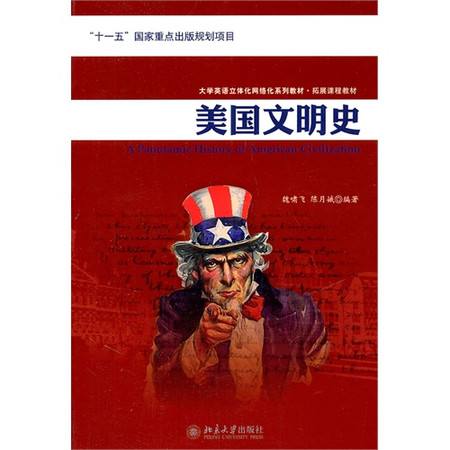 “十一五”国家重点出版规划项目
大学英语立体化网络化系列教材·拓展课程教材
美国文明史
A Panoramic History of American Civilization
魏啸飞 陈月娥◎编著
北京大学出版社